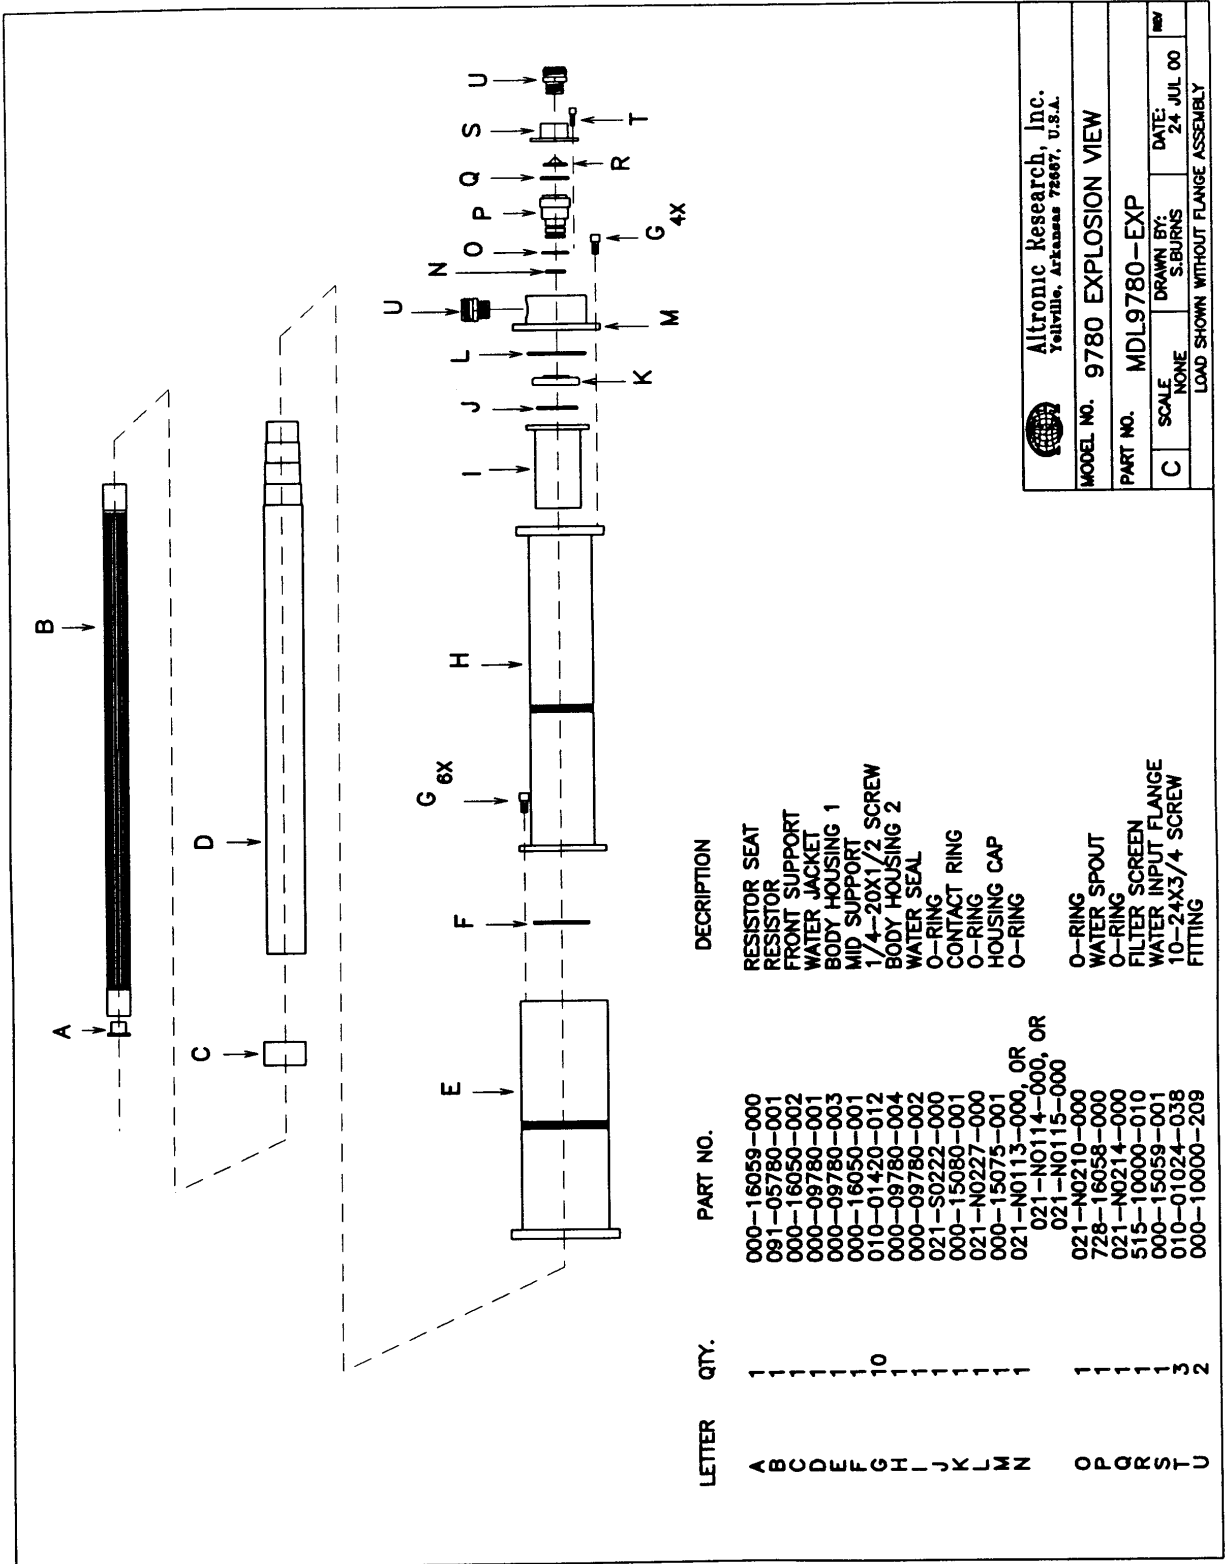 U
S
T
Q
R
P
O
G 4X
N
U
M
L
K
J
I
H
G 6X
F
E
B
D
A
C
LETTER QTY. PART NO. DECRIPTION
A 1 000-16059-000 RESISTOR SEAT
B 1 091-05780-001 RESISTOR
C 1 000-16050-002 FRONT SUPPORT
D 1 000-09780-001 WATER JACKET
E 1 000-09780-003 BODY HOUSING 1
F 1 000-16050-001 MID SUPPORT
G 10 010-01420-012 1/4-20X1/2 SCREW
H 1 000-09780-004 BODY HOUSING 2
I 1 000-09780-002 WATER SEAL
J 1 021-S0222-000 O-RING
K 1 000-15080-001 CONTACT RING
L 1 021-N0227-000 O-RING
M 1 000-15075-001 HOUSING CAP
N 1 021-N0113-000, OR O-RING
021-N0114-000, OR
021-N0115-000
O 1 021-N0210-000 O-RING
P 1 728-16058-000 WATER SPOUT
Q 1 021-N0214-000 O-RING
R 1 515-10000-010 FILTER SCREEN
S 1 000-15059-001 WATER INPUT FLANGE
T 3 010-01024-038 10-24X3/4 SCREW
U 2 000-10000-209 FITTING
Altronic Research, Inc.
Yellville, Arkansas 72687, U.S.A.
MODEL NO. 9780 EXPLOSION VIEW
PART NO. MDL9780-EXP
C SCALE NONE DRAWN BY: S.BURNS DATE: 24 JUL 00 REV
LOAD SHOWN WITHOUT FLANGE ASSEMBLY